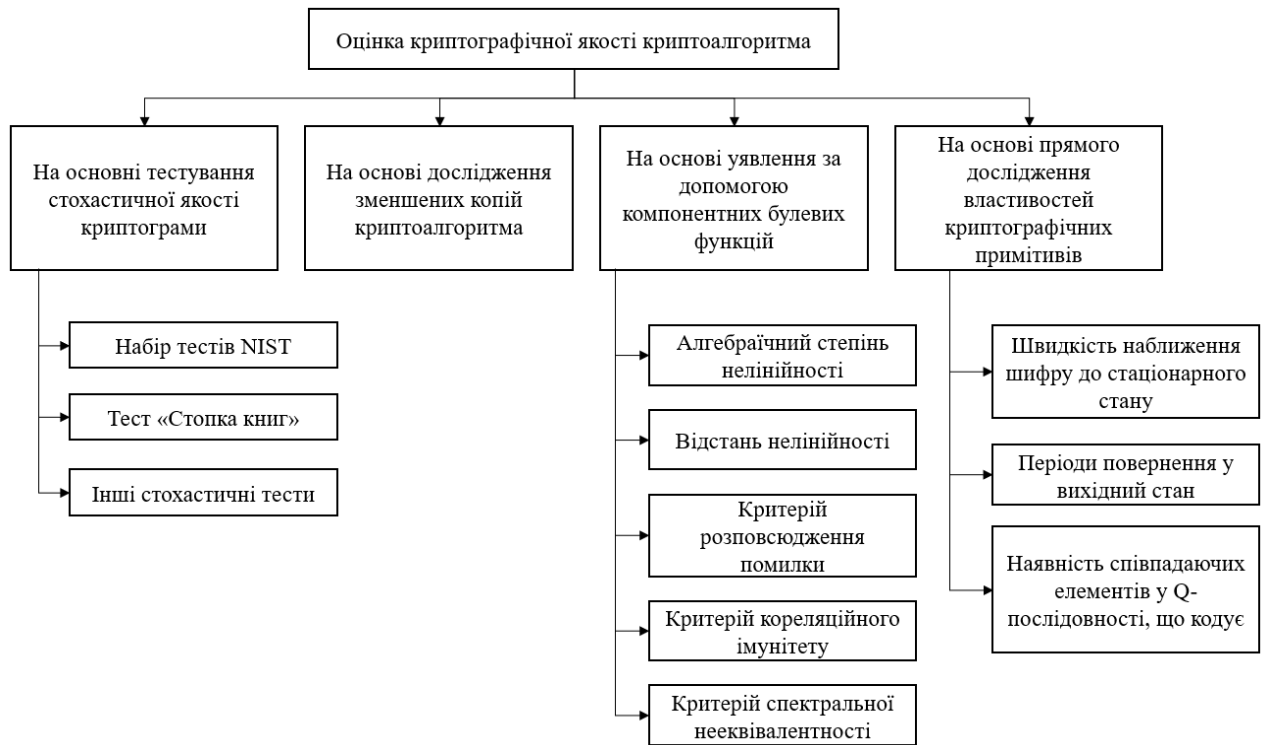 Оцінка криптографічної якості криптоалгоритма
На основні тестування
стохастичної якості
криптограми
На основі дослідження
зменшених копій
криптоалгоритма
На основі уявлення за
допомогою
компонентних булевих
функцій
На основі прямого
дослідження
властивостей
криптографічних
примітивів
Набір тестів NIST
Тест «Стопка книг»
Інші стохастичні тести
Алгебраїчний степінь
нелінійності
Відстань нелінійності
Критерій
розповсюдження
помилки
Критерій кореляційного
імунітету
Критерій спектральної
нееквівалентності
Швидкість наближення
шифру до стаціонарного
стану
Періоди повернення у
вихідний стан
Наявність співпадаючих
елементів у Q-
послідовності, що кодує